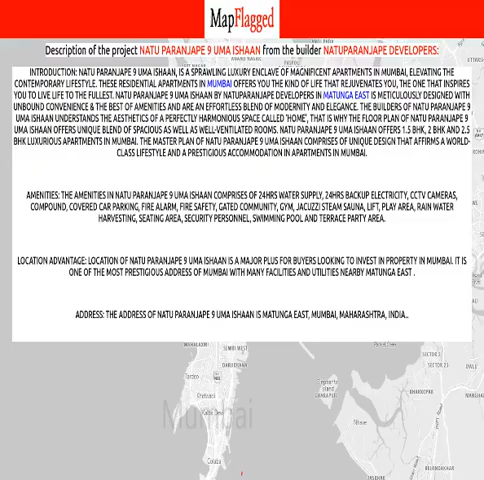 MapFlagged
Description of the project NATU PARANJAPE 9 UMA ISHAAN from the builder NATUPARANJAPE DEVELOPERS:
INTRODUCTION: NATU PARANJAPE 9 UMA ISHAAN, IS A SPRAWLING LUXURY ENCLAVE OF MAGNIFICENT APARTMENTS IN MUMBAI, ELEVATING THE
CONTEMPORARY LIFESTYLE. THESE RESIDENTIAL APARTMENTS IN MUMBAI OFFERS YOU THE KIND OF LIFE THAT REJUVENATES YOU, THE ONE THAT INSPIRES
YOU TO LIVE LIFE TO THE FULLEST. NATU PARANJAPE 9 UMA ISHAAN BY NATUPARANJAPE DEVELOPERS IN MATUNGA EAST IS METICULOUSLY DESIGNED WITH
UNBOUND CONVENIENCE & THE BEST OF AMENITIES AND ARE AN EFFORTLESS BLEND OF MODERNITY AND ELEGANCE. THE BUILDERS OF NATU PARANJAPE 9
UMA ISHAAN UNDERSTANDS THE AESTHETICS OF A PERFECTLY HARMONIOUS SPACE CALLED 'HOME', THAT IS WHY THE FLOOR PLAN OF NATU PARANJAPE 9
UMA ISHAAN OFFERS UNIQUE BLEND OF SPACIOUS AS WELL AS WELL-VENTILATED ROOMS. NATU PARANJAPE 9 UMA ISHAAN OFFERS 1.5 BHK, 2 BHK AND 2.5
BHK LUXURIOUS APARTMENTS IN MUMBAI. THE MASTER PLAN OF NATU PARANJAPE 9 UMA ISHAAN COMPRISES OF UNIQUE DESIGN THAT AFFIRMS A WORLD-
CLASS LIFESTYLE AND A PRESTIGIOUS ACCOMMODATION IN APARTMENTS IN MUMBAI.
AMENITIES: THE AMENITIES IN NATU PARANJAPE 9 UMA ISHAAN COMPRISES OF 24HRS WATER SUPPLY, 24HRS BACKUP ELECTRICITY, CCTV CAMERAS,
COMPOUND, COVERED CAR PARKING, FIRE ALARM, FIRE SAFETY, GATED COMMUNITY, GYM, JACUZZI STEAM SAUNA, LIFT, PLAY AREA, RAIN WATER
HARVESTING, SEATING AREA, SECURITY PERSONNEL, SWIMMING POOL AND TERRACE PARTY AREA.
LOCATION ADVANTAGE: LOCATION OF NATU PARANJAPE 9 UMA ISHAAN IS A MAJOR PLUS FOR BUYERS LOOKING TO INVEST IN PROPERTY IN MUMBAI. IT IS
ONE OF THE MOST PRESTIGIOUS ADDRESS OF MUMBAI WITH MANY FACILITIES AND UTILITIES NEARBY MATUNGA EAST .
ADDRESS: THE ADDRESS OF NATU PARANJAPE 9 UMA ISHAAN IS MATUNGA EAST, MUMBAI, MAHARASHTRA, INDIA..
Mumbai
Colaba